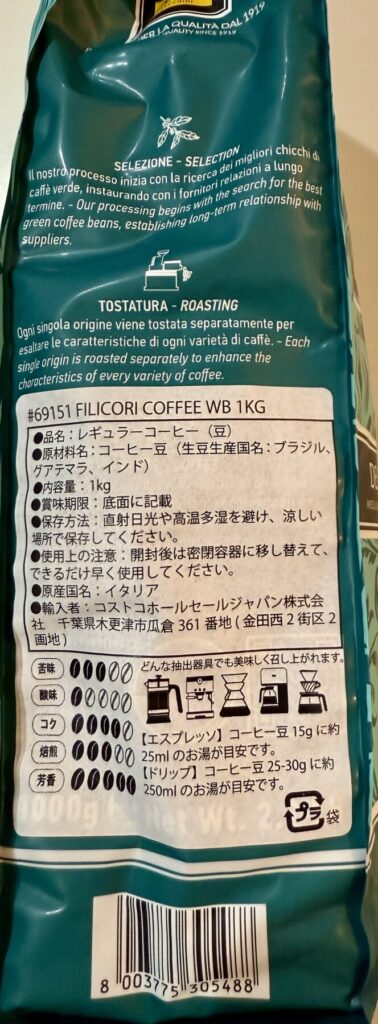 PER LA QUALITÀ DAL 1919
QUALITY SINCE 1919
SELEZIONE - SELECTION
Il nostro processo inizia con la ricerca dei migliori chicchi di
caffè verde, instaurando con i fornitori relazioni a lungo
termine. - Our processing begins with the search for the best
green coffee beans, establishing long-term relationship with
suppliers.
TOSTATURA - ROASTING
Ogni singola origine viene tostata separatamente per
esaltare le caratteristiche di ogni varietà di caffè. - Each
single origin is roasted separately to enhance the
characteristics of every variety of coffee.
#69151 FILICORI COFFEE WB 1KG
●品名：レギュラーコーヒー（豆）
●原材料名：コーヒー豆（生豆生産国名：ブラジル、
グアテマラ、インド）
●内容量：1kg
●賞味期限：底面に記載
●保存方法：直射日光や高温多湿を避け、涼しい
場所で保存してください。
●使用上の注意：開封後は密閉容器に移し替えて、
できるだけ早く使用してください。
●原産国名：イタリア
●輸入者：コストコホールセールジャパン株式会
社　千葉県木更津市瓜倉 361 番地 ( 金田西 2 街区 2
画地 )
苦味
酸味
コク
焙煎
芳香
どんな抽出器具でも美味しく召し上がれます。
【エスプレッソ】コーヒー豆 15g に約
25ml のお湯が目安です。
【ドリップ】コーヒー豆 25-30g に約
250ml のお湯が目安です。
プラ
袋
8 003775 305488